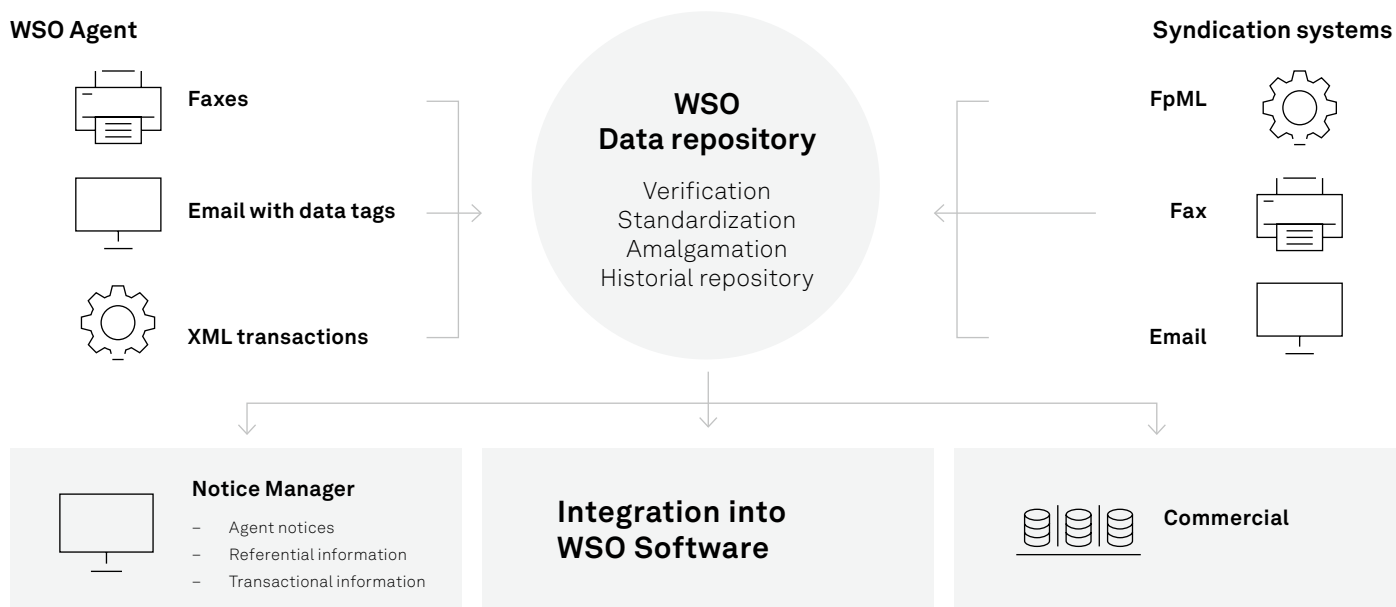 WSO Agent
Faxes
Email with data tags
XML transactions
WSO
Data repository
Verification
Standardization
Amalgamation
Historial repository
Syndication systems
FpML
Fax
Email
Notice Manager
– Agent notices
– Referential information
– Transactional information
Integration into
WSO Software
Commercial